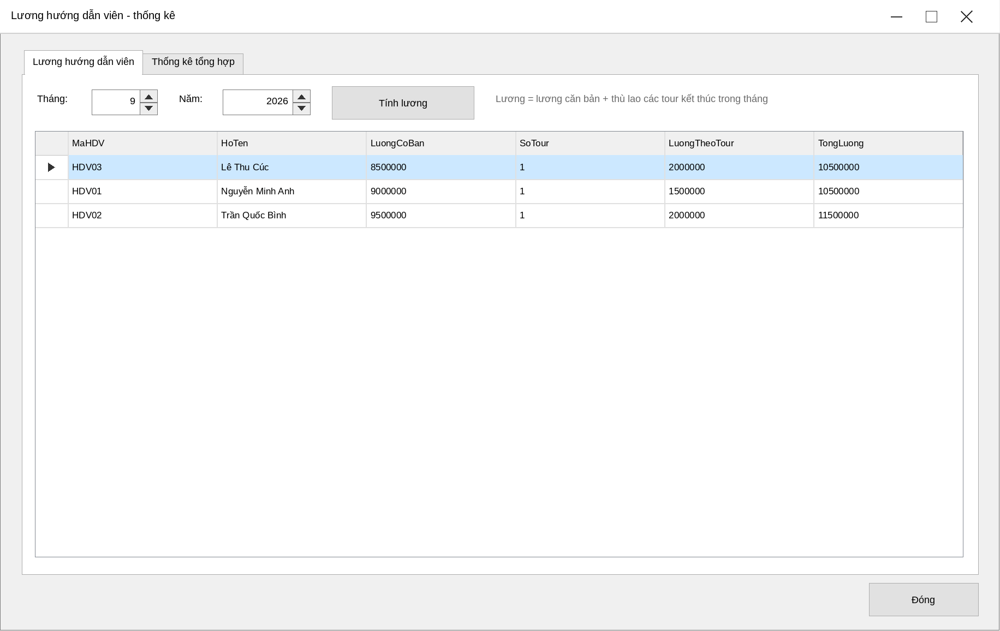 Lương hướng dẫn viên - thống kê
Lương hướng dẫn viên Thống kê tổng hợp
Tháng: 9 Năm: 2026 Tính lương Lương = lương căn bản + thù lao các tour kết thúc trong tháng
MaHDV HoTen LuongCoBan SoTour LuongTheoTour TongLuong
HDV03 Lê Thu Cúc 8500000 1 2000000 10500000
HDV01 Nguyễn Minh Anh 9000000 1 1500000 10500000
HDV02 Trần Quốc Bình 9500000 1 2000000 11500000
Đóng